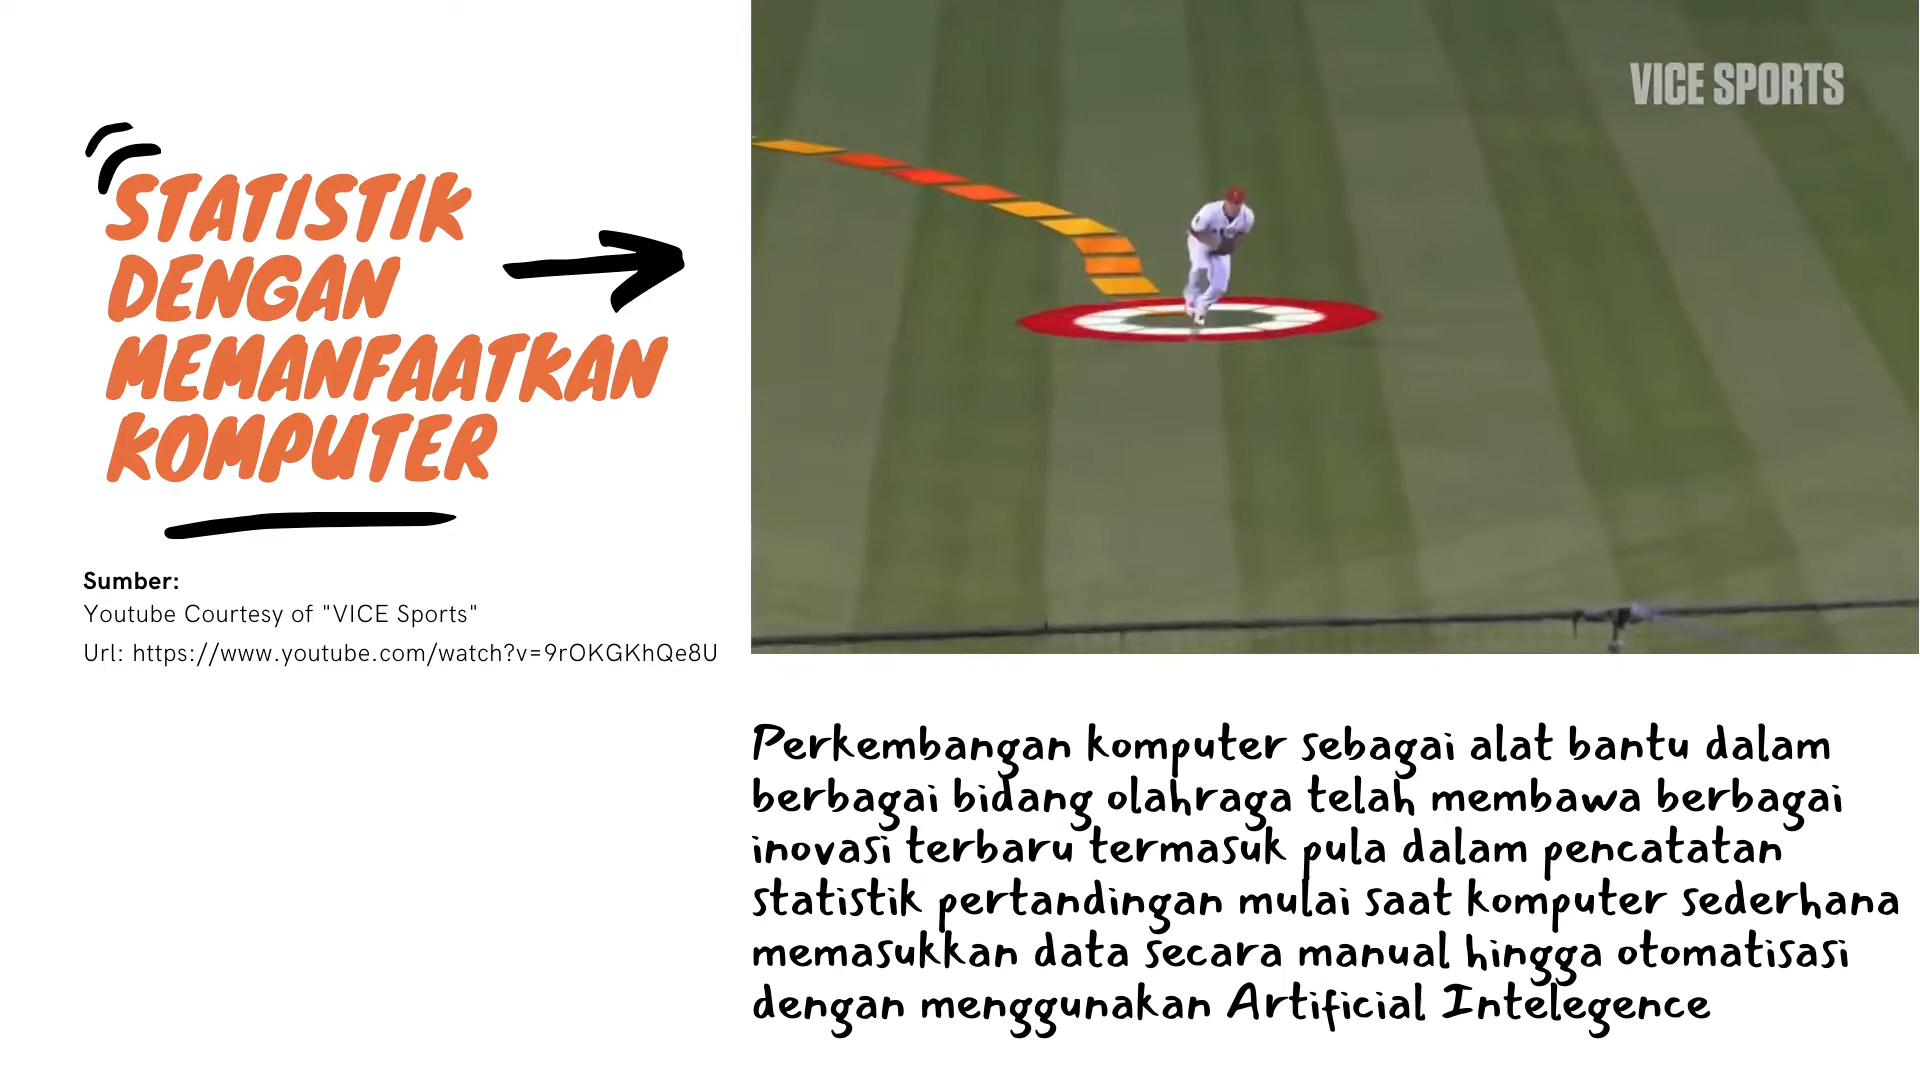 STATISTIK
DENGAN
MEMANFAATKAN
KOMPUTER
Sumber:
Youtube Courtesy of "VICE Sports"
Url: https://www.youtube.com/watch?v=9rOKGKhQe8U
VICE SPORTS
Perkembangan komputer sebagai alat bantu dalam
berbagai bidang olahraga telah membawa berbagai
inovasi terbaru termasuk pula dalam pencatatan
statistik pertandingan mulai saat komputer sederhana
memasukkan data secara manual hingga otomatisasi
dengan menggunakan Artificial Intelegence